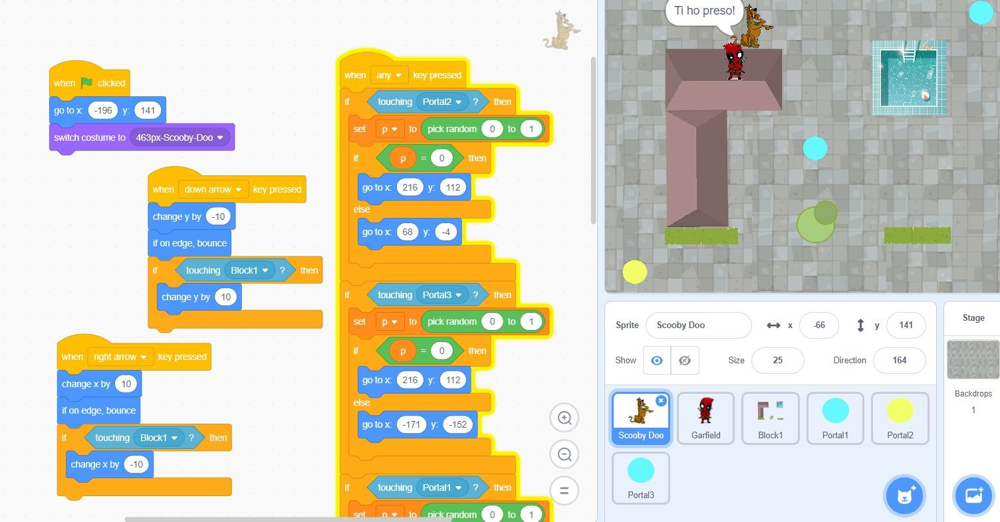 when clicked
go to x: -196 y: 141
switch costume to 463px-Scooby-Doo
when down arrow key pressed
change y by -10
if on edge, bounce
if touching Block1 ? then
change y by 10
when right arrow key pressed
change x by 10
if on edge, bounce
if touching Block1 ? then
change x by -10
when any key pressed
if touching Portal2 ? then
set p to pick random 0 to 1
if p = 0 then
go to x: 216 y: 112
else
go to x: 68 y: -4
if touching Portal3 ? then
set p to pick random 0 to 1
if p = 0 then
go to x: 216 y: 112
else
go to x: -171 y: -152
if touching Portal1 ? then
set p to pick random 0 to 1
Ti ho preso!
Sprite Scooby Doo x -66 y 141
Show Size 25 Direction 164
Scooby Doo
Garfield
Block1
Portal1
Portal2
Portal3
Stage
Backdrops
1